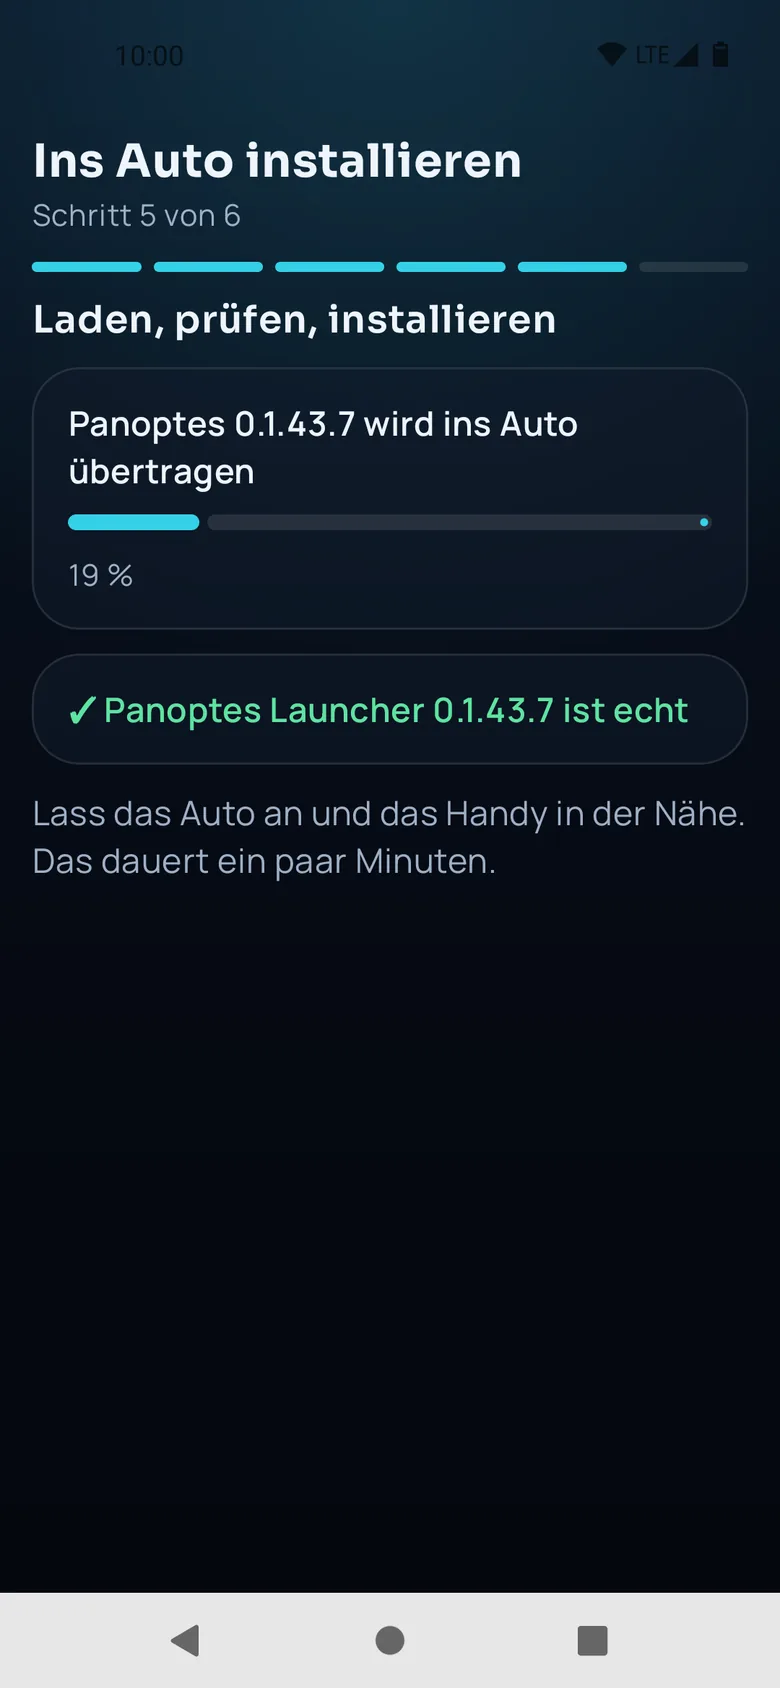 10:00
LTE
Ins Auto installieren
Schritt 5 von 6
Laden, prüfen, installieren
Panoptes 0.1.43.7 wird ins Auto
übertragen
19 %
✓ Panoptes Launcher 0.1.43.7 ist echt
Lass das Auto an und das Handy in der Nähe.
Das dauert ein paar Minuten.